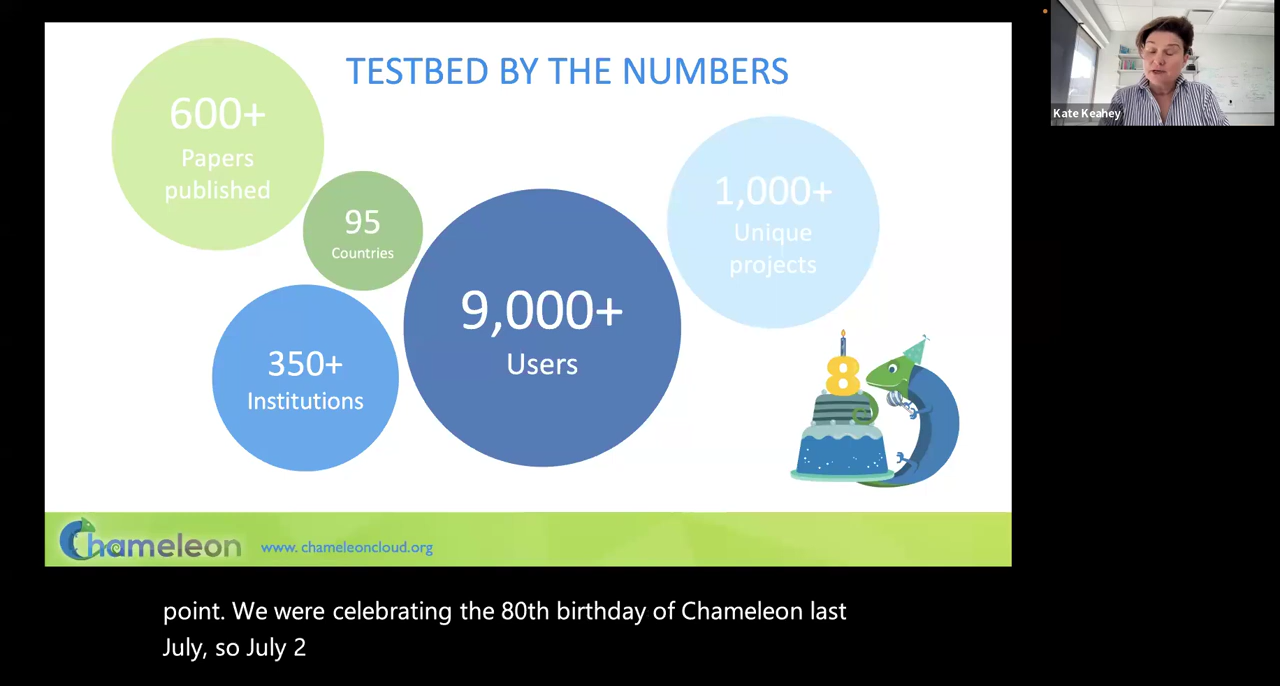 TESTBED BY THE NUMBERS
600+
Papers
published
95
Countries
350+
Institutions
9,000+
Users
1,000+
Unique
projects
8
Chameleon
www. chameleoncloud.org
Kate Keahey
point. We were celebrating the 80th birthday of Chameleon last
July, so July 2